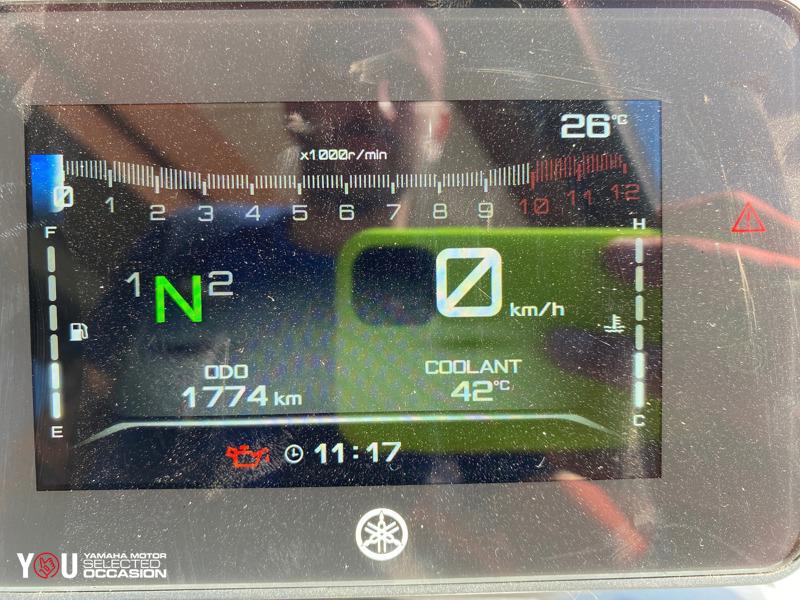 26°C
x1000r/min
0 1 2 3 4 5 6 7 8 9 10 11 12
F H
1 N 2
0 km/h
ODO
1774 km
COOLANT
42°C
E C
11:17
YOU YAMAHA MOTOR
SELECTED
OCCASION